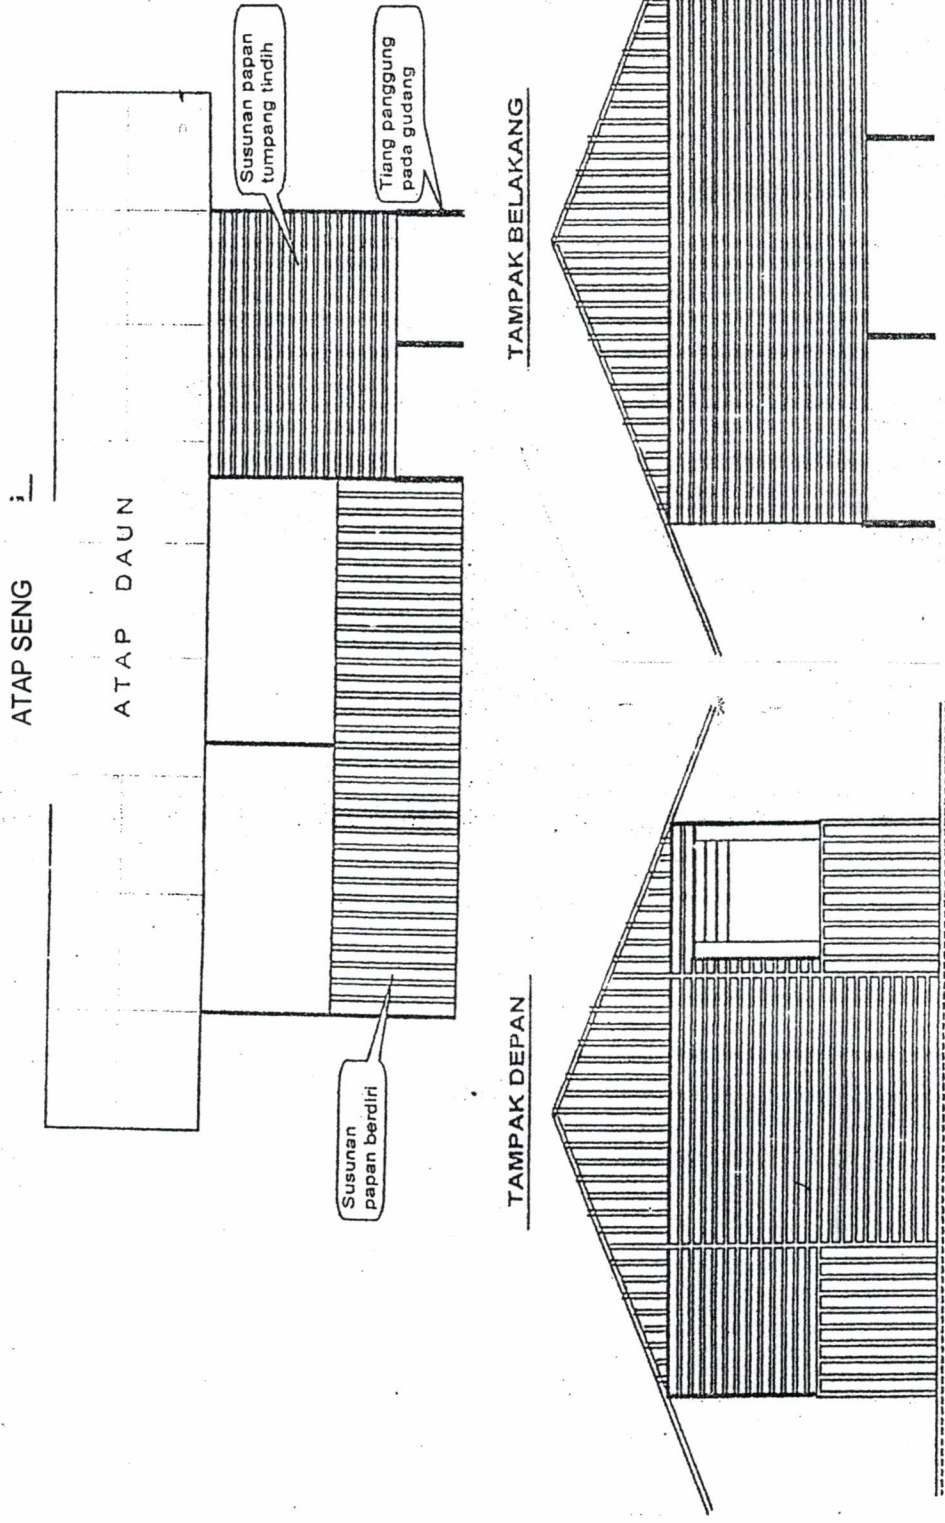 ATAP SENG
ATAP DAUN
Susunan papan
tumpang tindih
Tiang panggung
pada gudang
Susunan
papan berdiri
TAMPAK DEPAN
TAMPAK BELAKANG